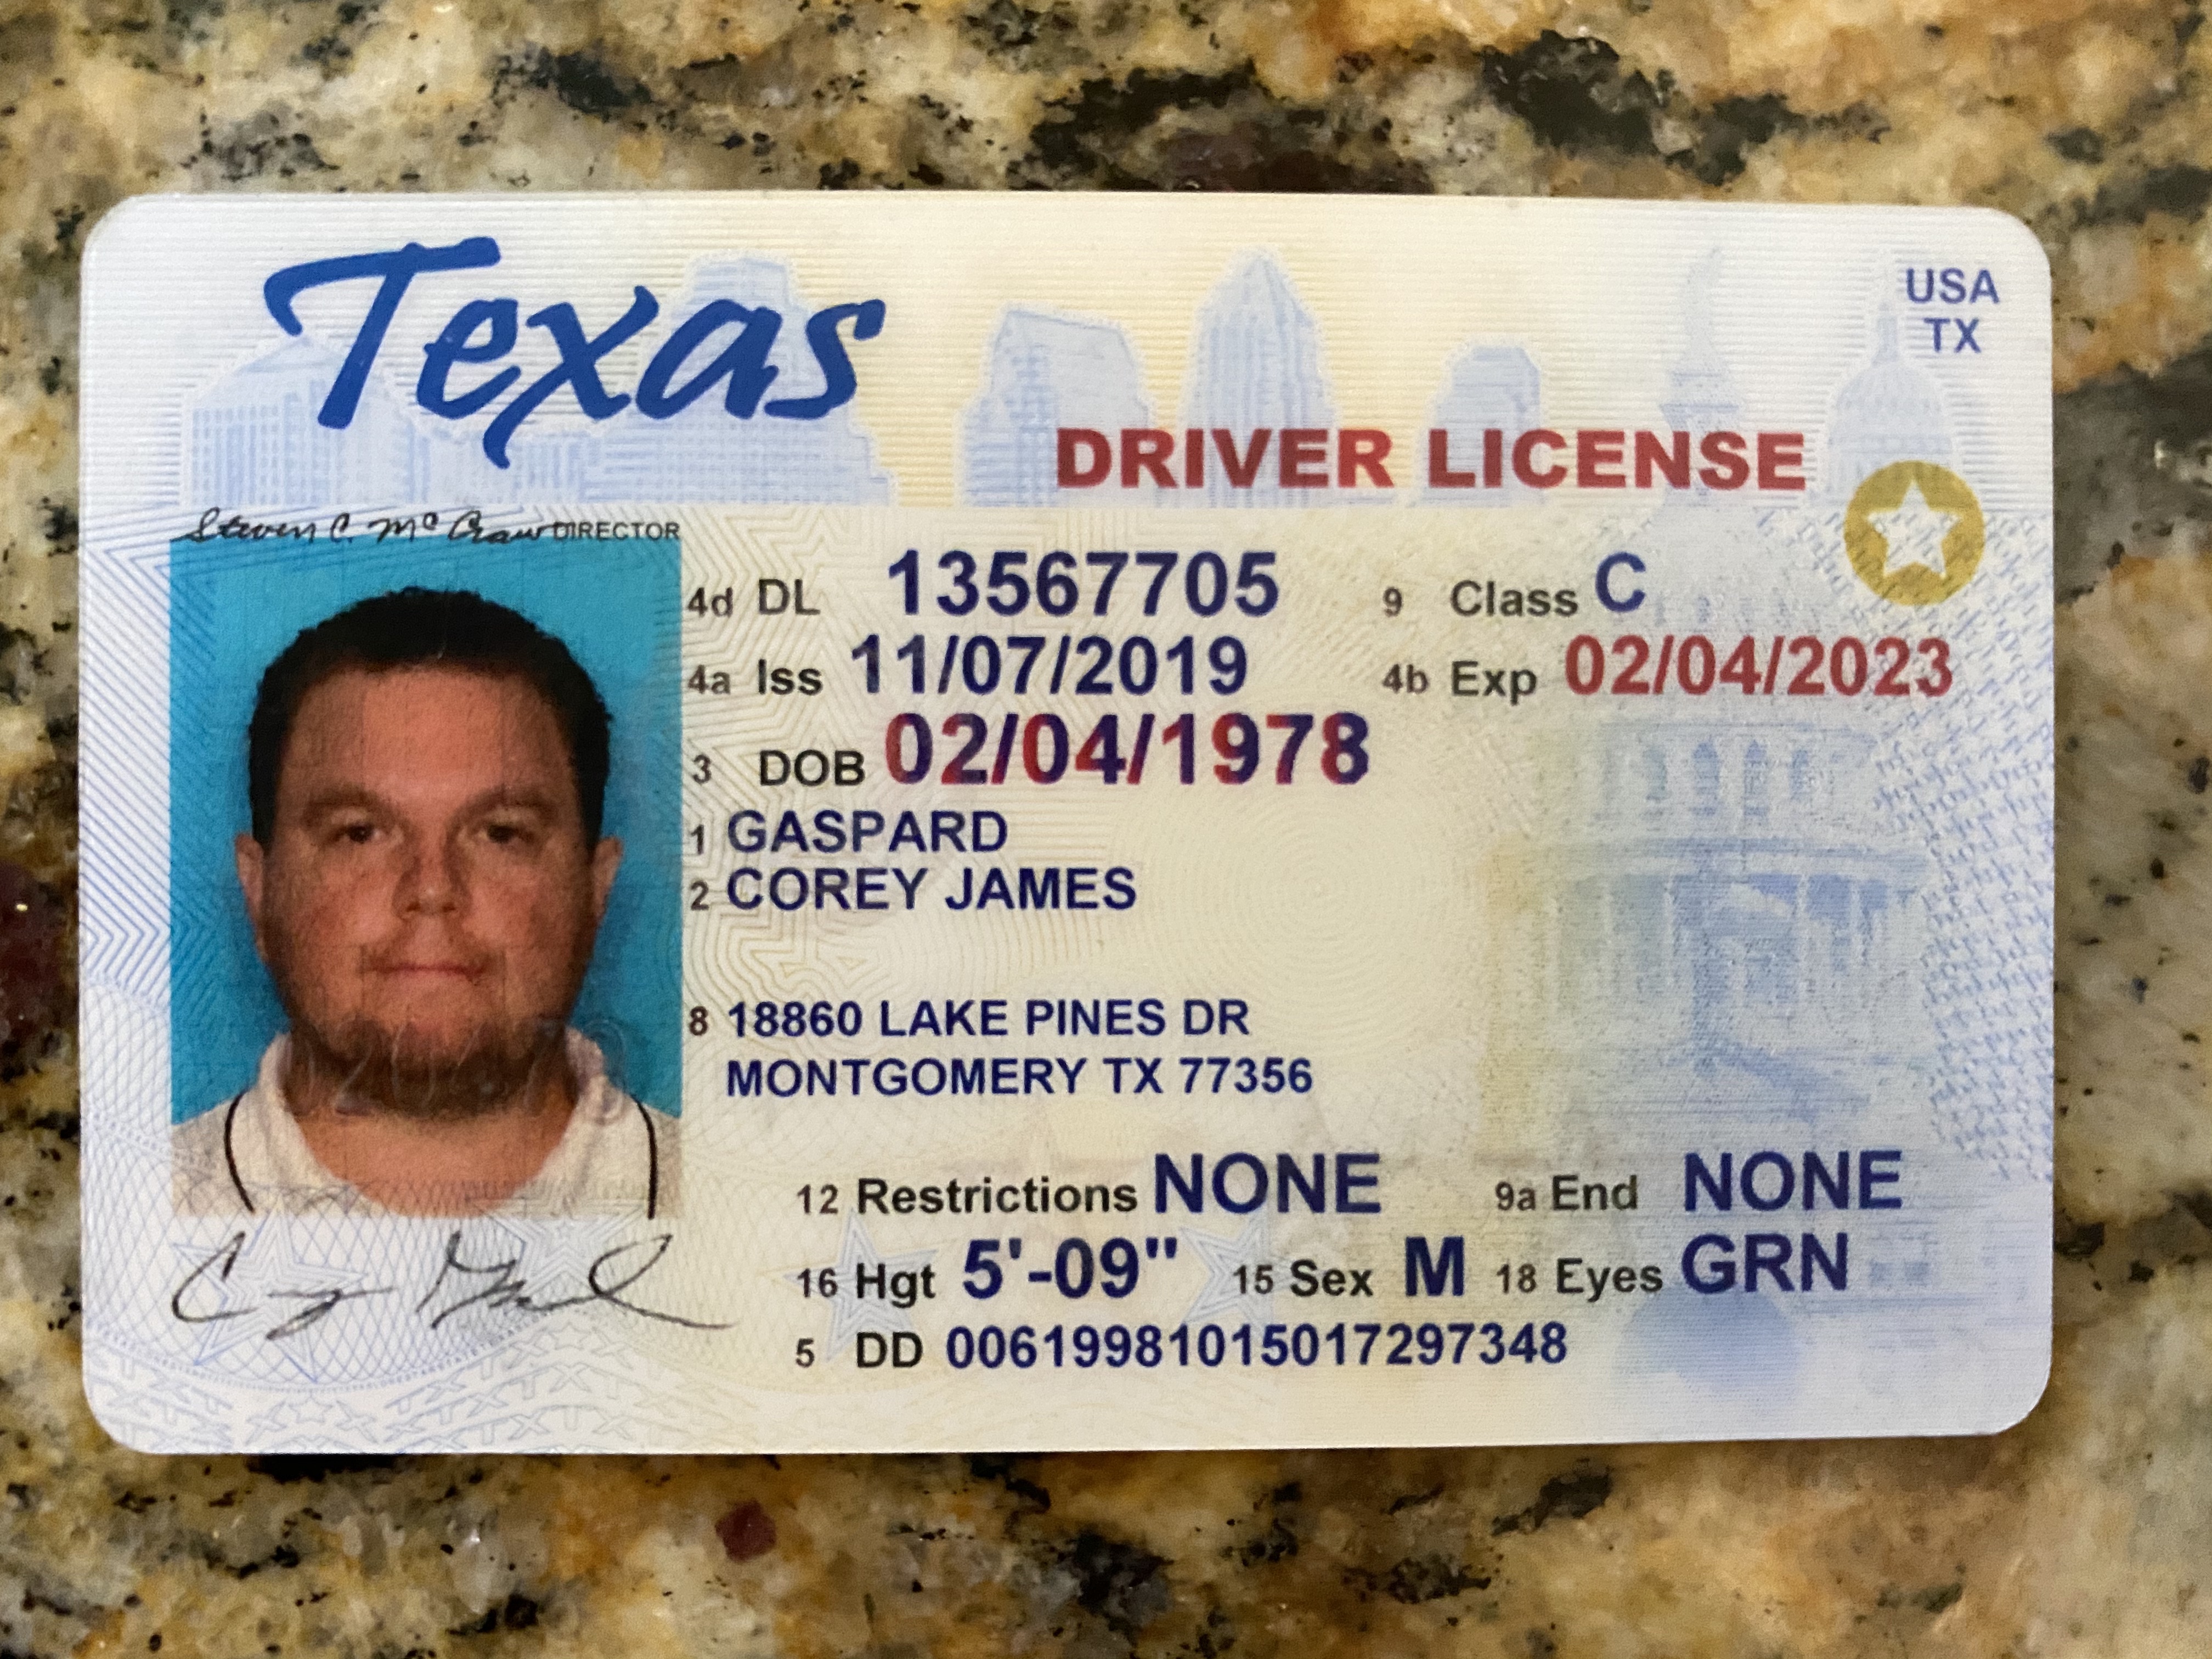 Texas
USA
TX
DRIVER LICENSE
Steven C. McCraw DIRECTOR
4d DL 13567705 9 Class C
4a Iss 11/07/2019 4b Exp 02/04/2023
3 DOB 02/04/1978
1 GASPARD
2 COREY JAMES
8 18860 LAKE PINES DR
MONTGOMERY TX 77356
12 Restrictions NONE 9a End NONE
16 Hgt 5'-09" 15 Sex M 18 Eyes GRN
5 DD 00619981015017297348